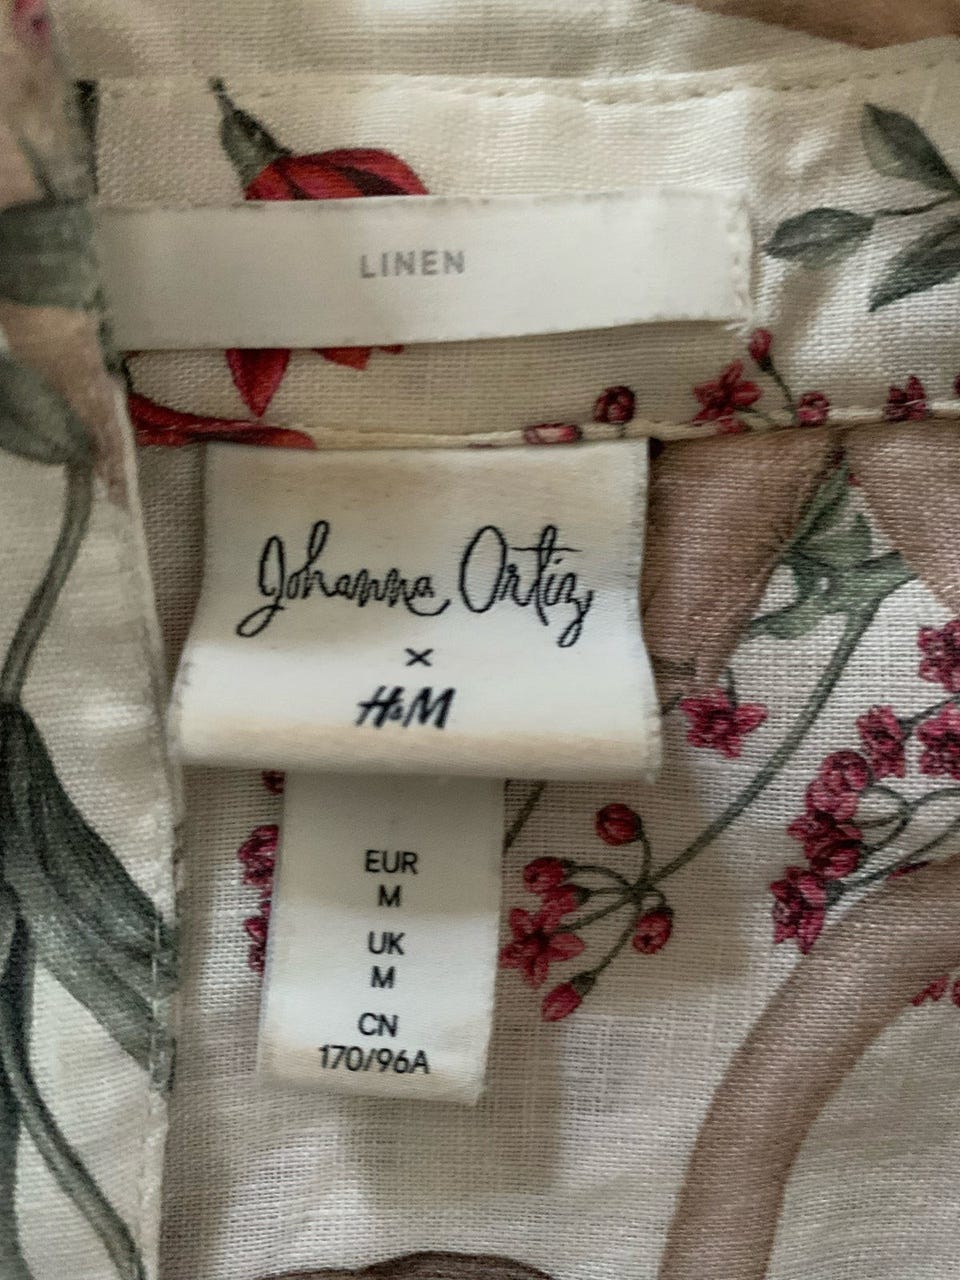 LINEN
Johanna Ortiz
×
H&M
EUR
M
UK
M
CN
170/96A